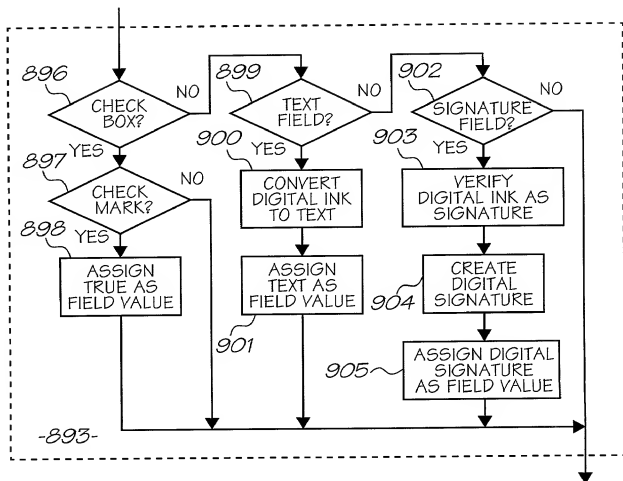 896
CHECK
BOX?
NO
YES
897
CHECK
MARK?
NO
YES
898
ASSIGN
TRUE AS
FIELD VALUE
899
TEXT
FIELD?
NO
YES
900
CONVERT
DIGITAL INK
TO TEXT
ASSIGN
TEXT AS
FIELD VALUE
901
902
SIGNATURE
FIELD?
NO
YES
903
VERIFY
DIGITAL INK AS
SIGNATURE
CREATE
DIGITAL
SIGNATURE
904
ASSIGN DIGITAL
SIGNATURE
AS FIELD VALUE
905
-893-